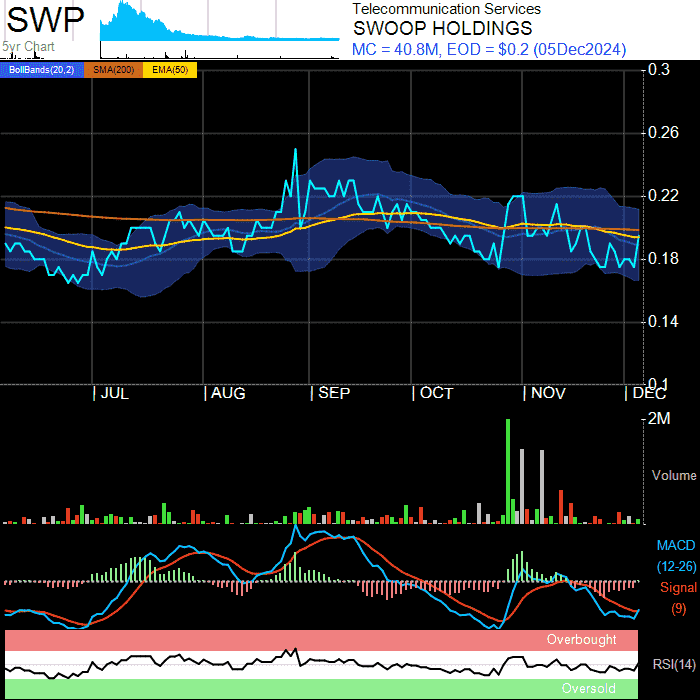 SWP
5yr Chart
Telecommunication Services
SWOOP HOLDINGS
MC = 40.8M, EOD = $0.2 (05Dec2024)
BollBands(20,2) SMA(200) EMA(50)
0.3
0.26
0.22
0.18
0.14
0.1
JUL AUG SEP OCT NOV DEC
2M
Volume
MACD
(12-26)
Signal
(9)
Overbought
RSI(14)
Oversold